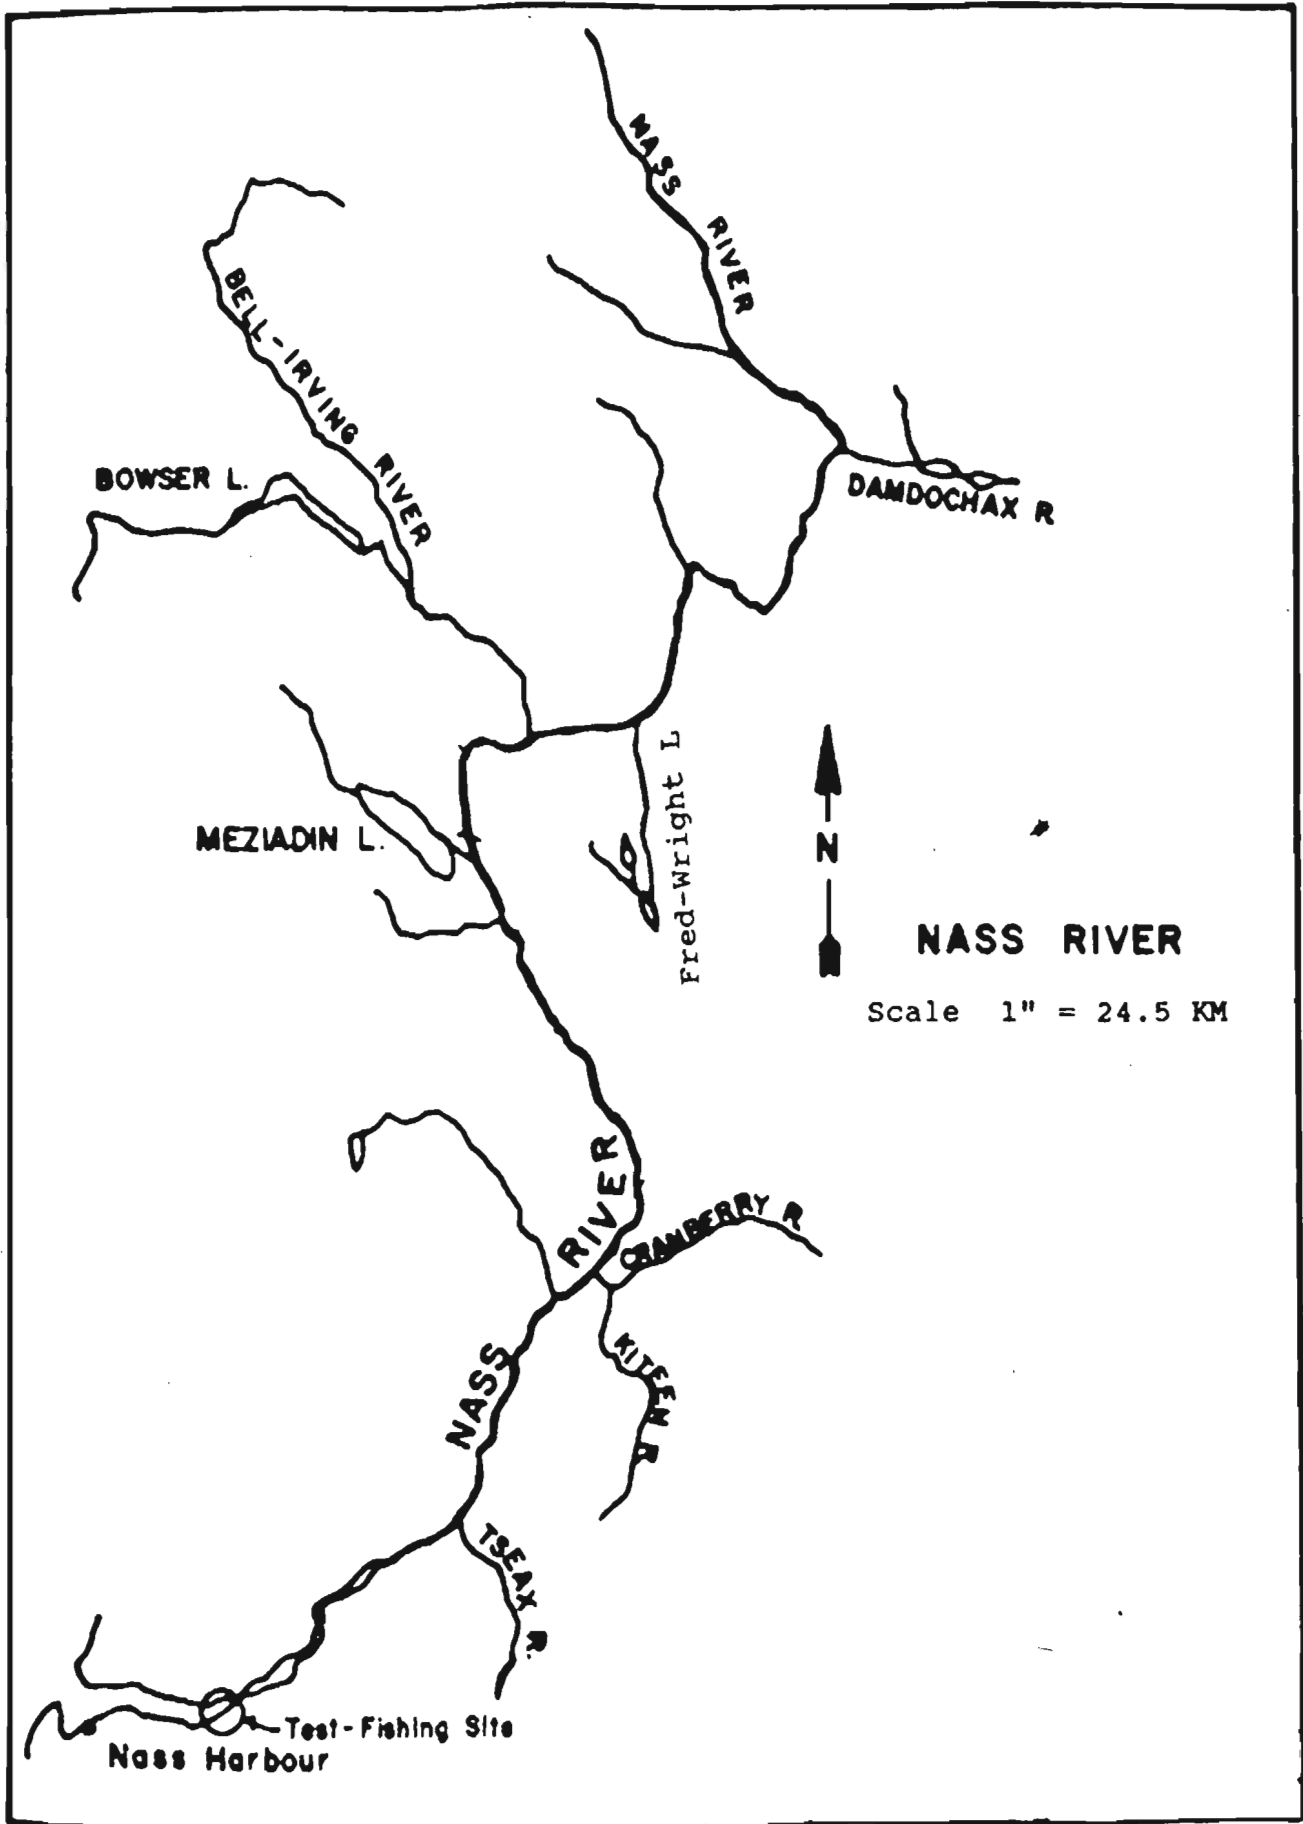 NASS RIVER
BELL-IRVING RIVER
BOWSER L.
DAMDOCHAX R
Fred-Wright L
MEZIADIN L.
N
NASS RIVER
Scale 1" = 24.5 KM
NASS RIVER
CRANBERRY R
KITEEN R
TSEAX R.
Test-Fishing Site
Nass Harbour